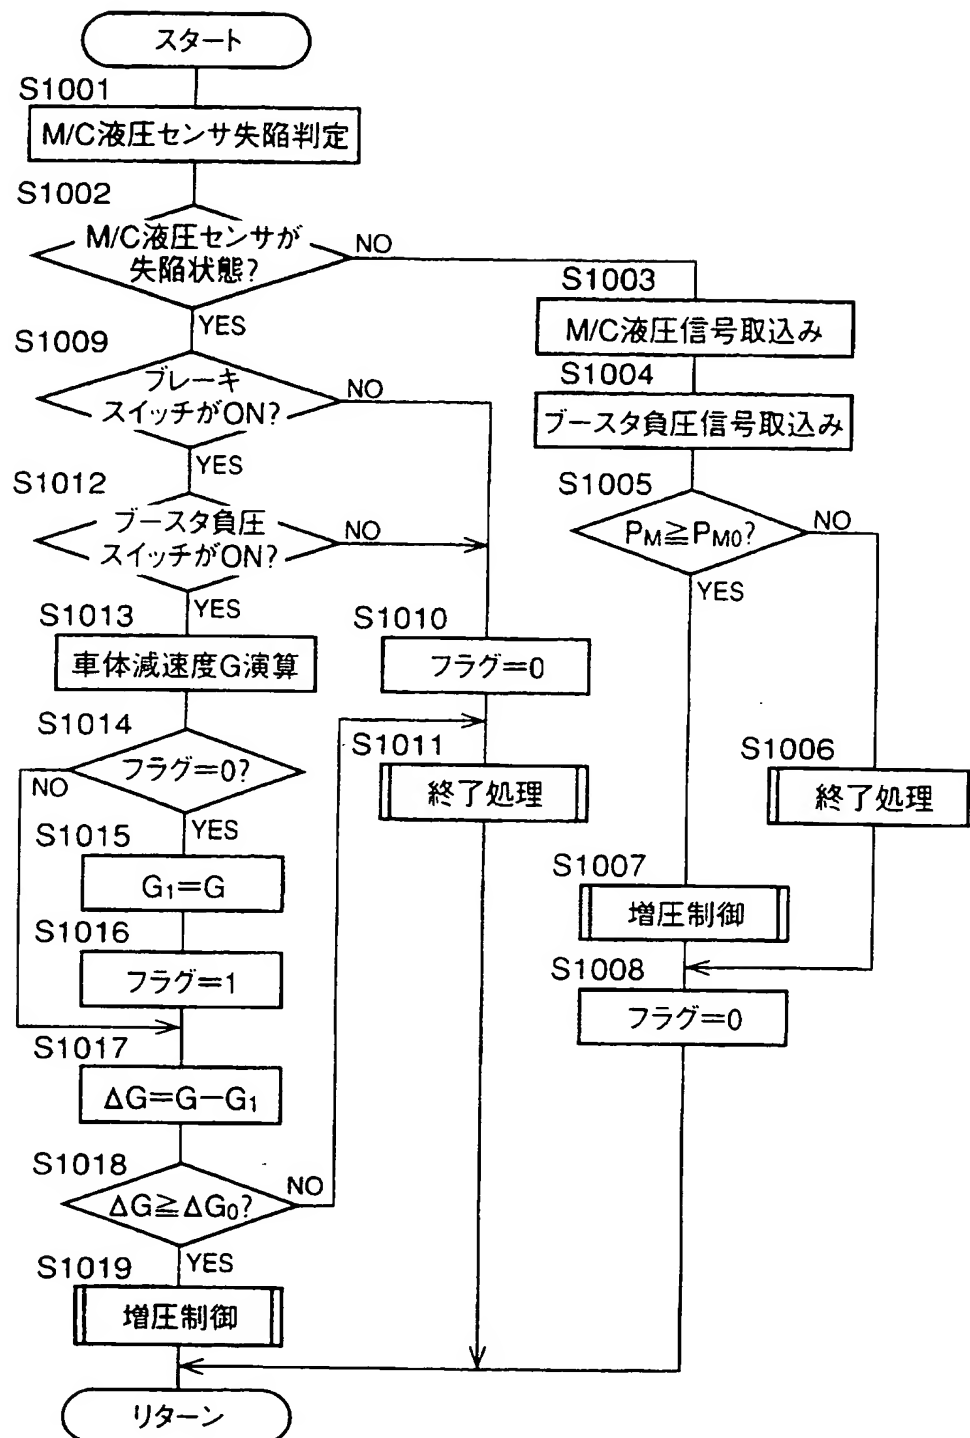 スタート
S1001
M/C液圧センサ失陥判定
S1002
M/C液圧センサが
失陥状態?
NO
YES
S1003
M/C液圧信号取込み
S1004
ブースタ負圧信号取込み
S1005
PM≧PM0?
NO
YES
S1006
終了処理
S1007
増圧制御
S1008
フラグ=0
S1009
ブレーキ
スイッチがON?
NO
YES
S1012
ブースタ負圧
スイッチがON?
NO
YES
S1010
フラグ=0
S1011
終了処理
S1013
車体減速度G演算
S1014
フラグ=0?
NO
YES
S1015
G1=G
S1016
フラグ=1
S1017
ΔG=G−G1
S1018
ΔG≧ΔG0?
NO
YES
S1019
増圧制御
リターン